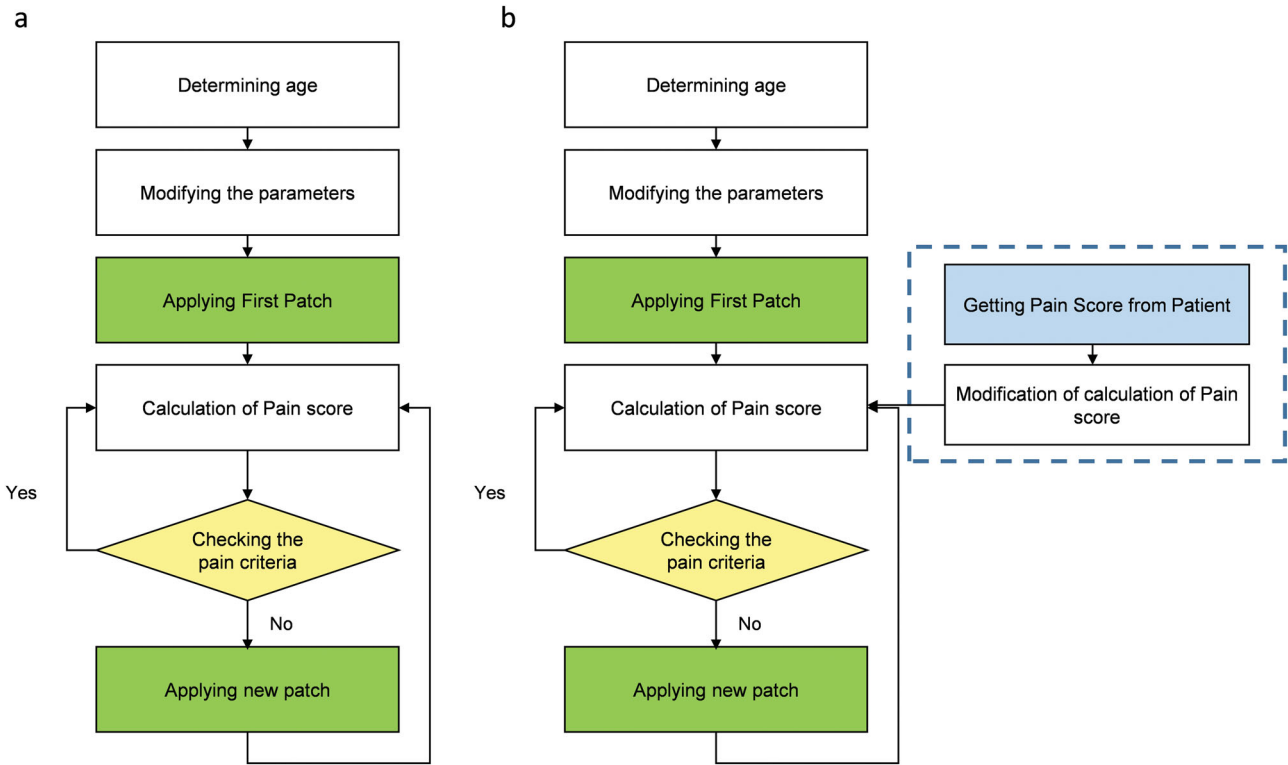 a
Determining age
Modifying the parameters
Applying First Patch
Calculation of Pain score
Yes
Checking the
pain criteria
No
Applying new patch
b
Determining age
Modifying the parameters
Applying First Patch
Calculation of Pain score
Yes
Checking the
pain criteria
No
Applying new patch
Getting Pain Score from Patient
Modification of calculation of Pain
score